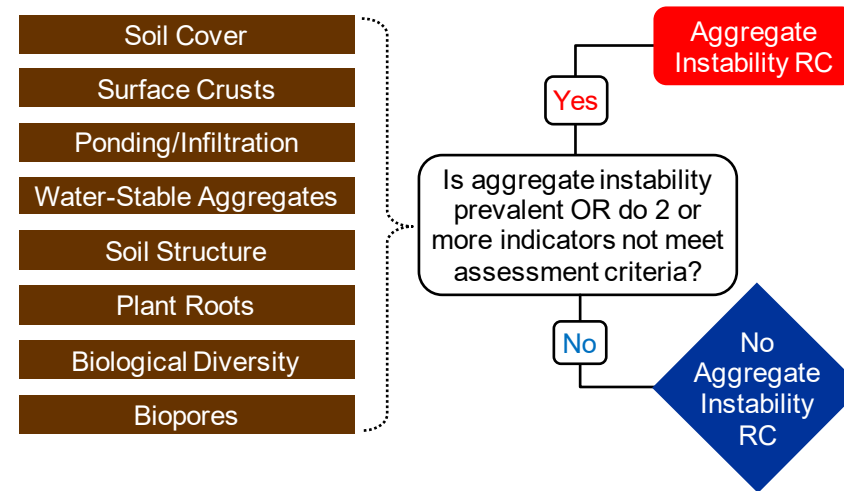 Soil Cover
Surface Crusts
Ponding/Infiltration
Water-Stable Aggregates
Soil Structure
Plant Roots
Biological Diversity
Biopores
Aggregate
Instability RC
Yes
Is aggregate instability
prevalent OR do 2 or
more indicators not meet
assessment criteria?
No
No
Aggregate
Instability
RC